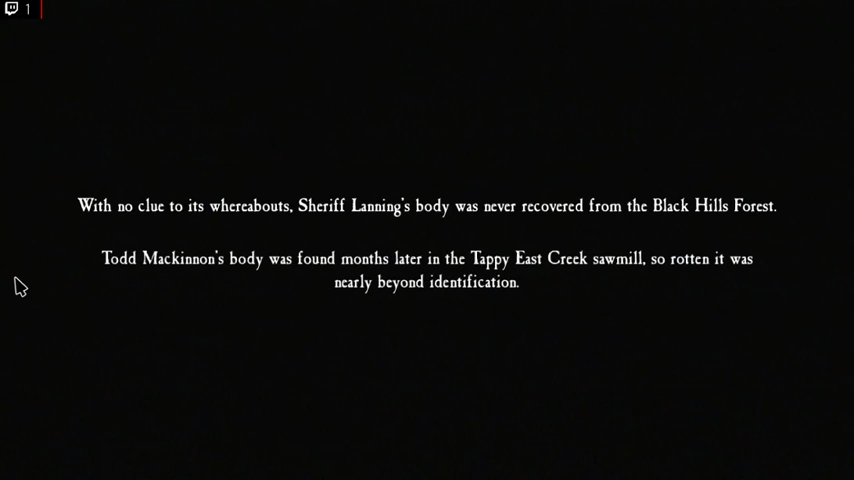 1
With no clue to its whereabouts, Sheriff Lanning's body was never recovered from the Black Hills Forest.
Todd Mackinnon's body was found months later in the Tappy East Creek sawmill, so rotten it was
nearly beyond identification.